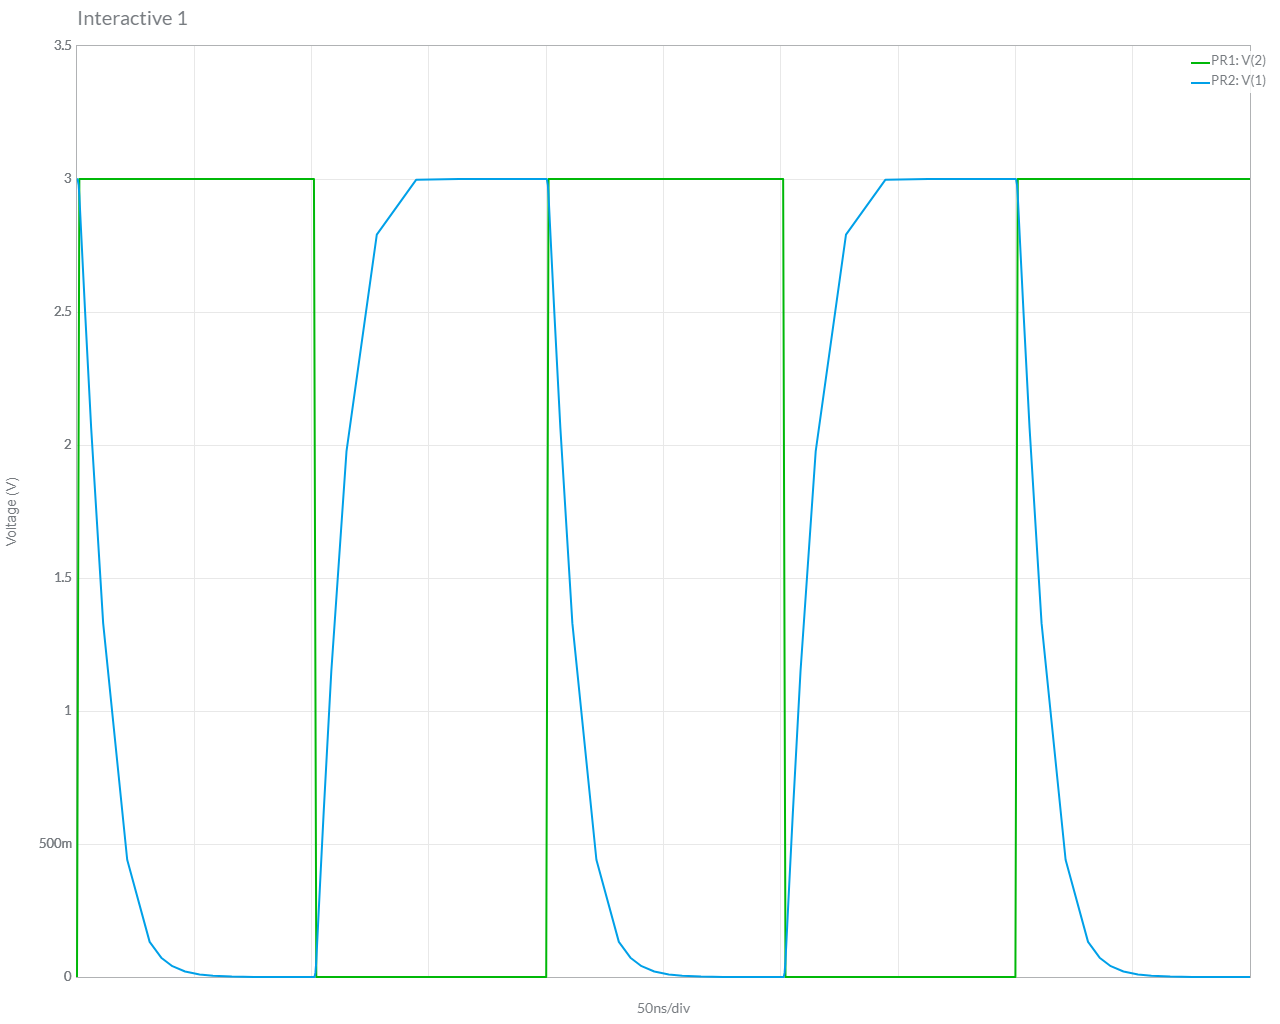 Interactive 1
3.5
PR1: V(2)
PR2: V(1)
3
2.5
2
Voltage (V)
1.5
1
500m
0
50ns/div